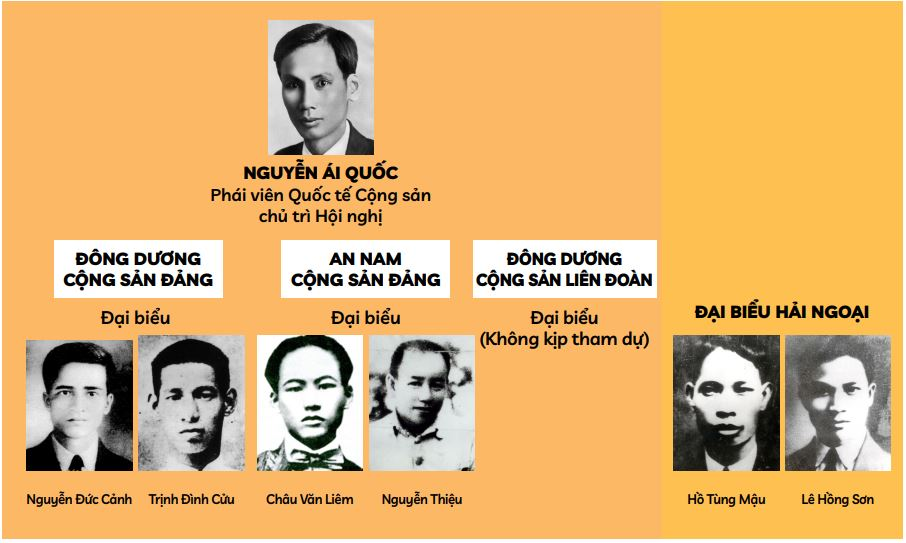 NGUYỄN ÁI QUỐC
Phái viên Quốc tế Cộng sản
chủ trì Hội nghị
ĐÔNG DƯƠNG
CỘNG SẢN ĐẢNG
Đại biểu
Nguyễn Đức Cảnh
Trịnh Đình Cửu
AN NAM
CỘNG SẢN ĐẢNG
Đại biểu
Châu Văn Liêm
Nguyễn Thiệu
ĐÔNG DƯƠNG
CỘNG SẢN LIÊN ĐOÀN
Đại biểu
(Không kịp tham dự)
ĐẠI BIỂU HẢI NGOẠI
Hồ Tùng Mậu
Lê Hồng Sơn